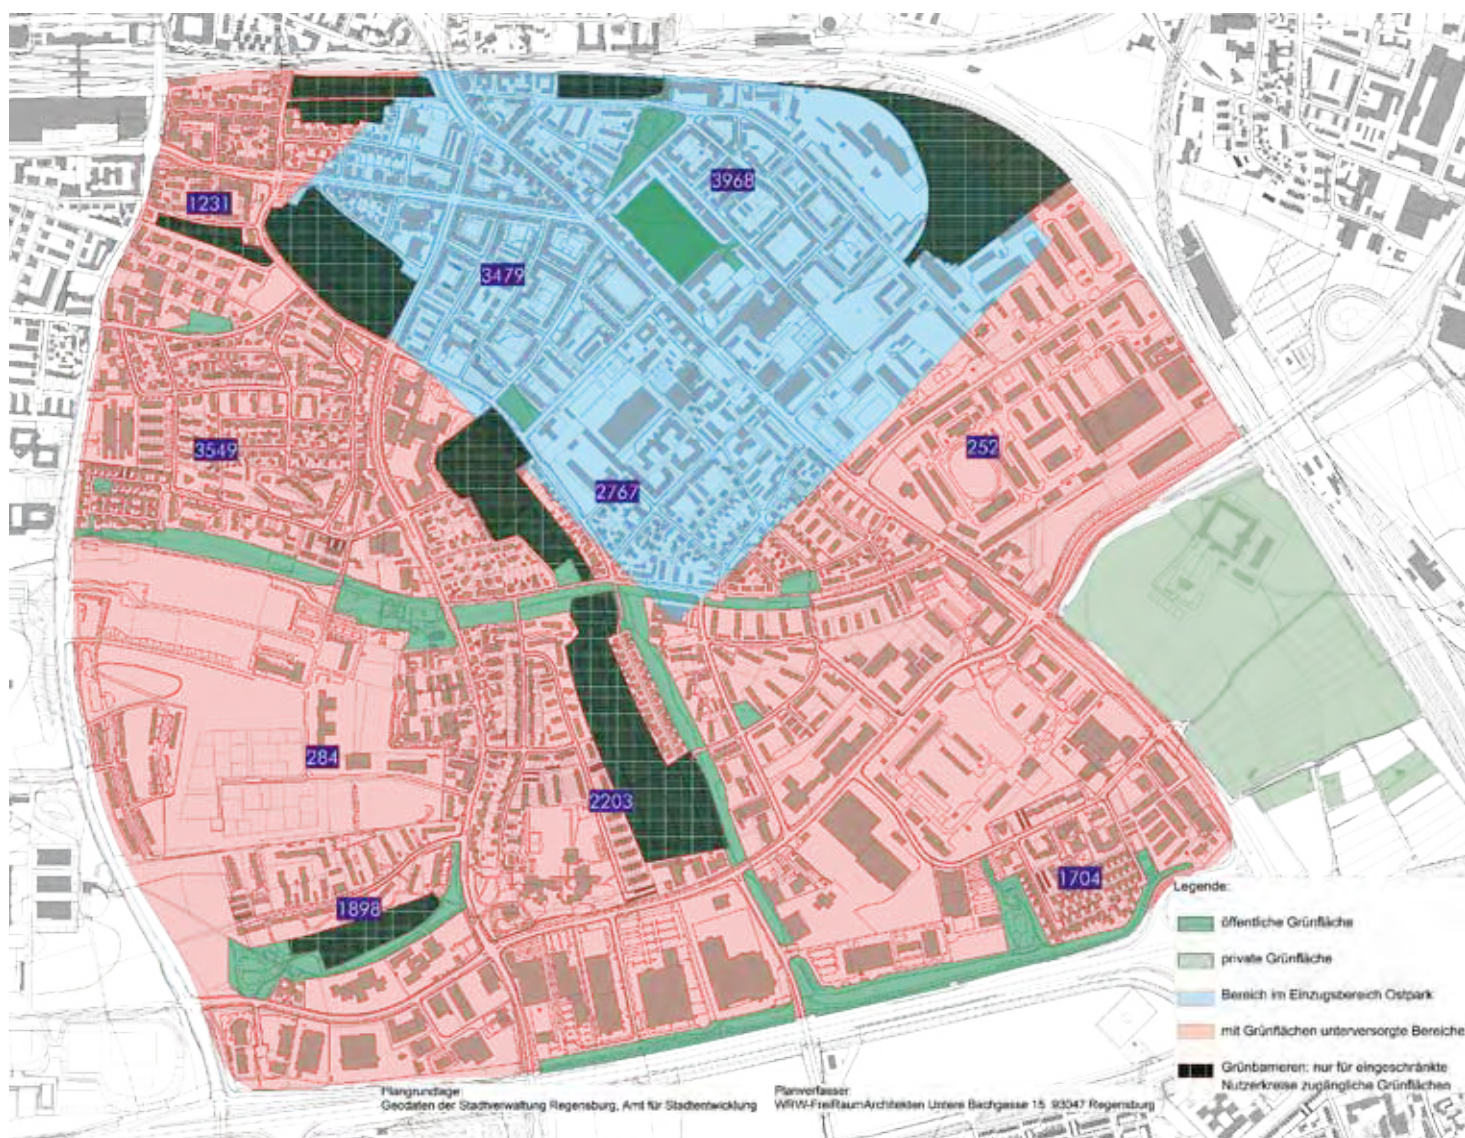 3968
1231
3479
3549
252
2767
284
2203
1704
1898
Legende:
öffentliche Grünfläche
private Grünfläche
Bereich im Einzugsbereich Ostpark
mit Grünflächen unterversorgte Bereiche
Grünbarrieren: nur für eingeschränkte
Nutzerkreise zugängliche Grünflächen
Plangrundlage:
Geodaten der Stadtverwaltung Regensburg, Amt für Stadtentwicklung
Planverfasser:
WRW-FreiRaumArchitekten Untere Bachgasse 15 93047 Regensburg